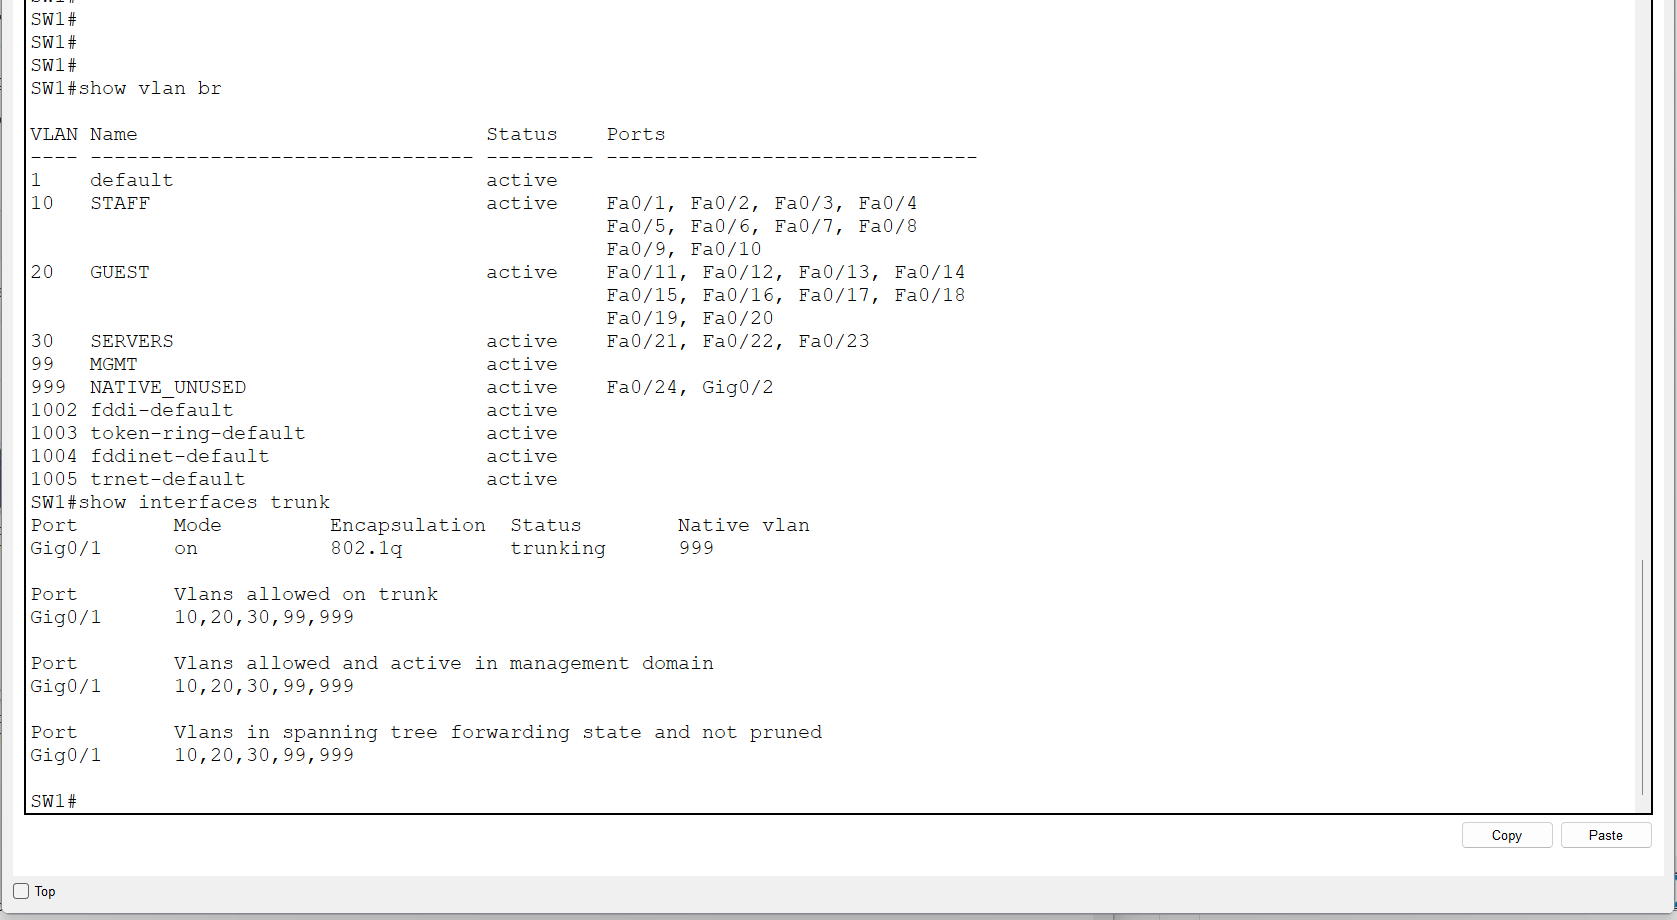 SW1#
SW1#
SW1#
SW1#show vlan br
VLAN Name                             Status    Ports
---- -------------------------------- --------- -------------------------------
1    default                          active
10   STAFF                            active    Fa0/1, Fa0/2, Fa0/3, Fa0/4
                                                Fa0/5, Fa0/6, Fa0/7, Fa0/8
                                                Fa0/9, Fa0/10
20   GUEST                            active    Fa0/11, Fa0/12, Fa0/13, Fa0/14
                                                Fa0/15, Fa0/16, Fa0/17, Fa0/18
                                                Fa0/19, Fa0/20
30   SERVERS                          active    Fa0/21, Fa0/22, Fa0/23
99   MGMT                             active
999  NATIVE_UNUSED                    active    Fa0/24, Gig0/2
1002 fddi-default                     active
1003 token-ring-default               active
1004 fddinet-default                  active
1005 trnet-default                    active
SW1#show interfaces trunk
Port        Mode         Encapsulation  Status        Native vlan
Gig0/1      on           802.1q         trunking      999
Port        Vlans allowed on trunk
Gig0/1      10,20,30,99,999
Port        Vlans allowed and active in management domain
Gig0/1      10,20,30,99,999
Port        Vlans in spanning tree forwarding state and not pruned
Gig0/1      10,20,30,99,999
SW1#
Copy Paste
Top